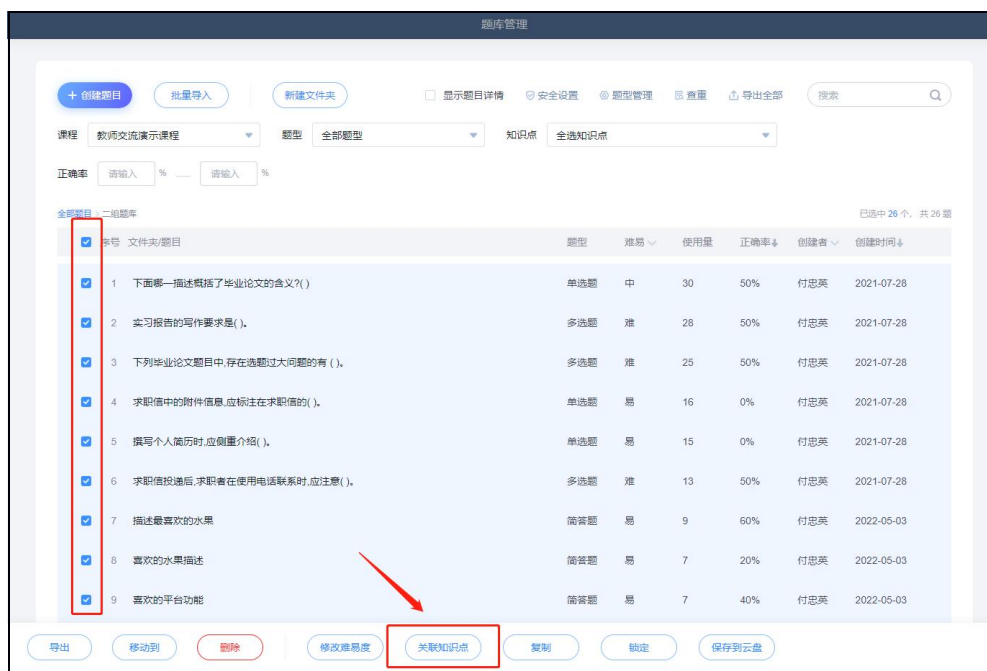 题库管理
+ 创建题目 批量导入 新建文件夹 显示题目详情 安全设置 题型管理 查重 导出全部 搜索
课程 教师交流演示课程 题型 全部题型 知识点 全选知识点
正确率 请输入 % — 请输入 %
全部题目 > 二组题库 已选中 26 个, 共 26 题
序号 文件夹/题目 题型 难易 使用量 正确率 创建者 创建时间
1 下面哪一描述概括了毕业论文的含义?( ) 单选题 中 30 50% 付忠英 2021-07-28
2 实习报告的写作要求是( )。 多选题 难 28 50% 付忠英 2021-07-28
3 下列毕业论文题目中,存在选题过大问题的有 ( )。 多选题 难 25 50% 付忠英 2021-07-28
4 求职信中的附件信息,应标注在求职信的( )。 单选题 易 16 0% 付忠英 2021-07-28
5 撰写个人简历时,应侧重介绍( )。 单选题 易 15 0% 付忠英 2021-07-28
6 求职信投递后,求职者在使用电话联系时,应注意( )。 多选题 难 13 50% 付忠英 2021-07-28
7 描述最喜欢的水果 简答题 易 9 60% 付忠英 2022-05-03
8 喜欢的水果描述 简答题 易 7 20% 付忠英 2022-05-03
9 喜欢的平台功能 简答题 易 7 40% 付忠英 2022-05-03
导出 移动到 删除 修改难易度 关联知识点 复制 锁定 保存到云盘